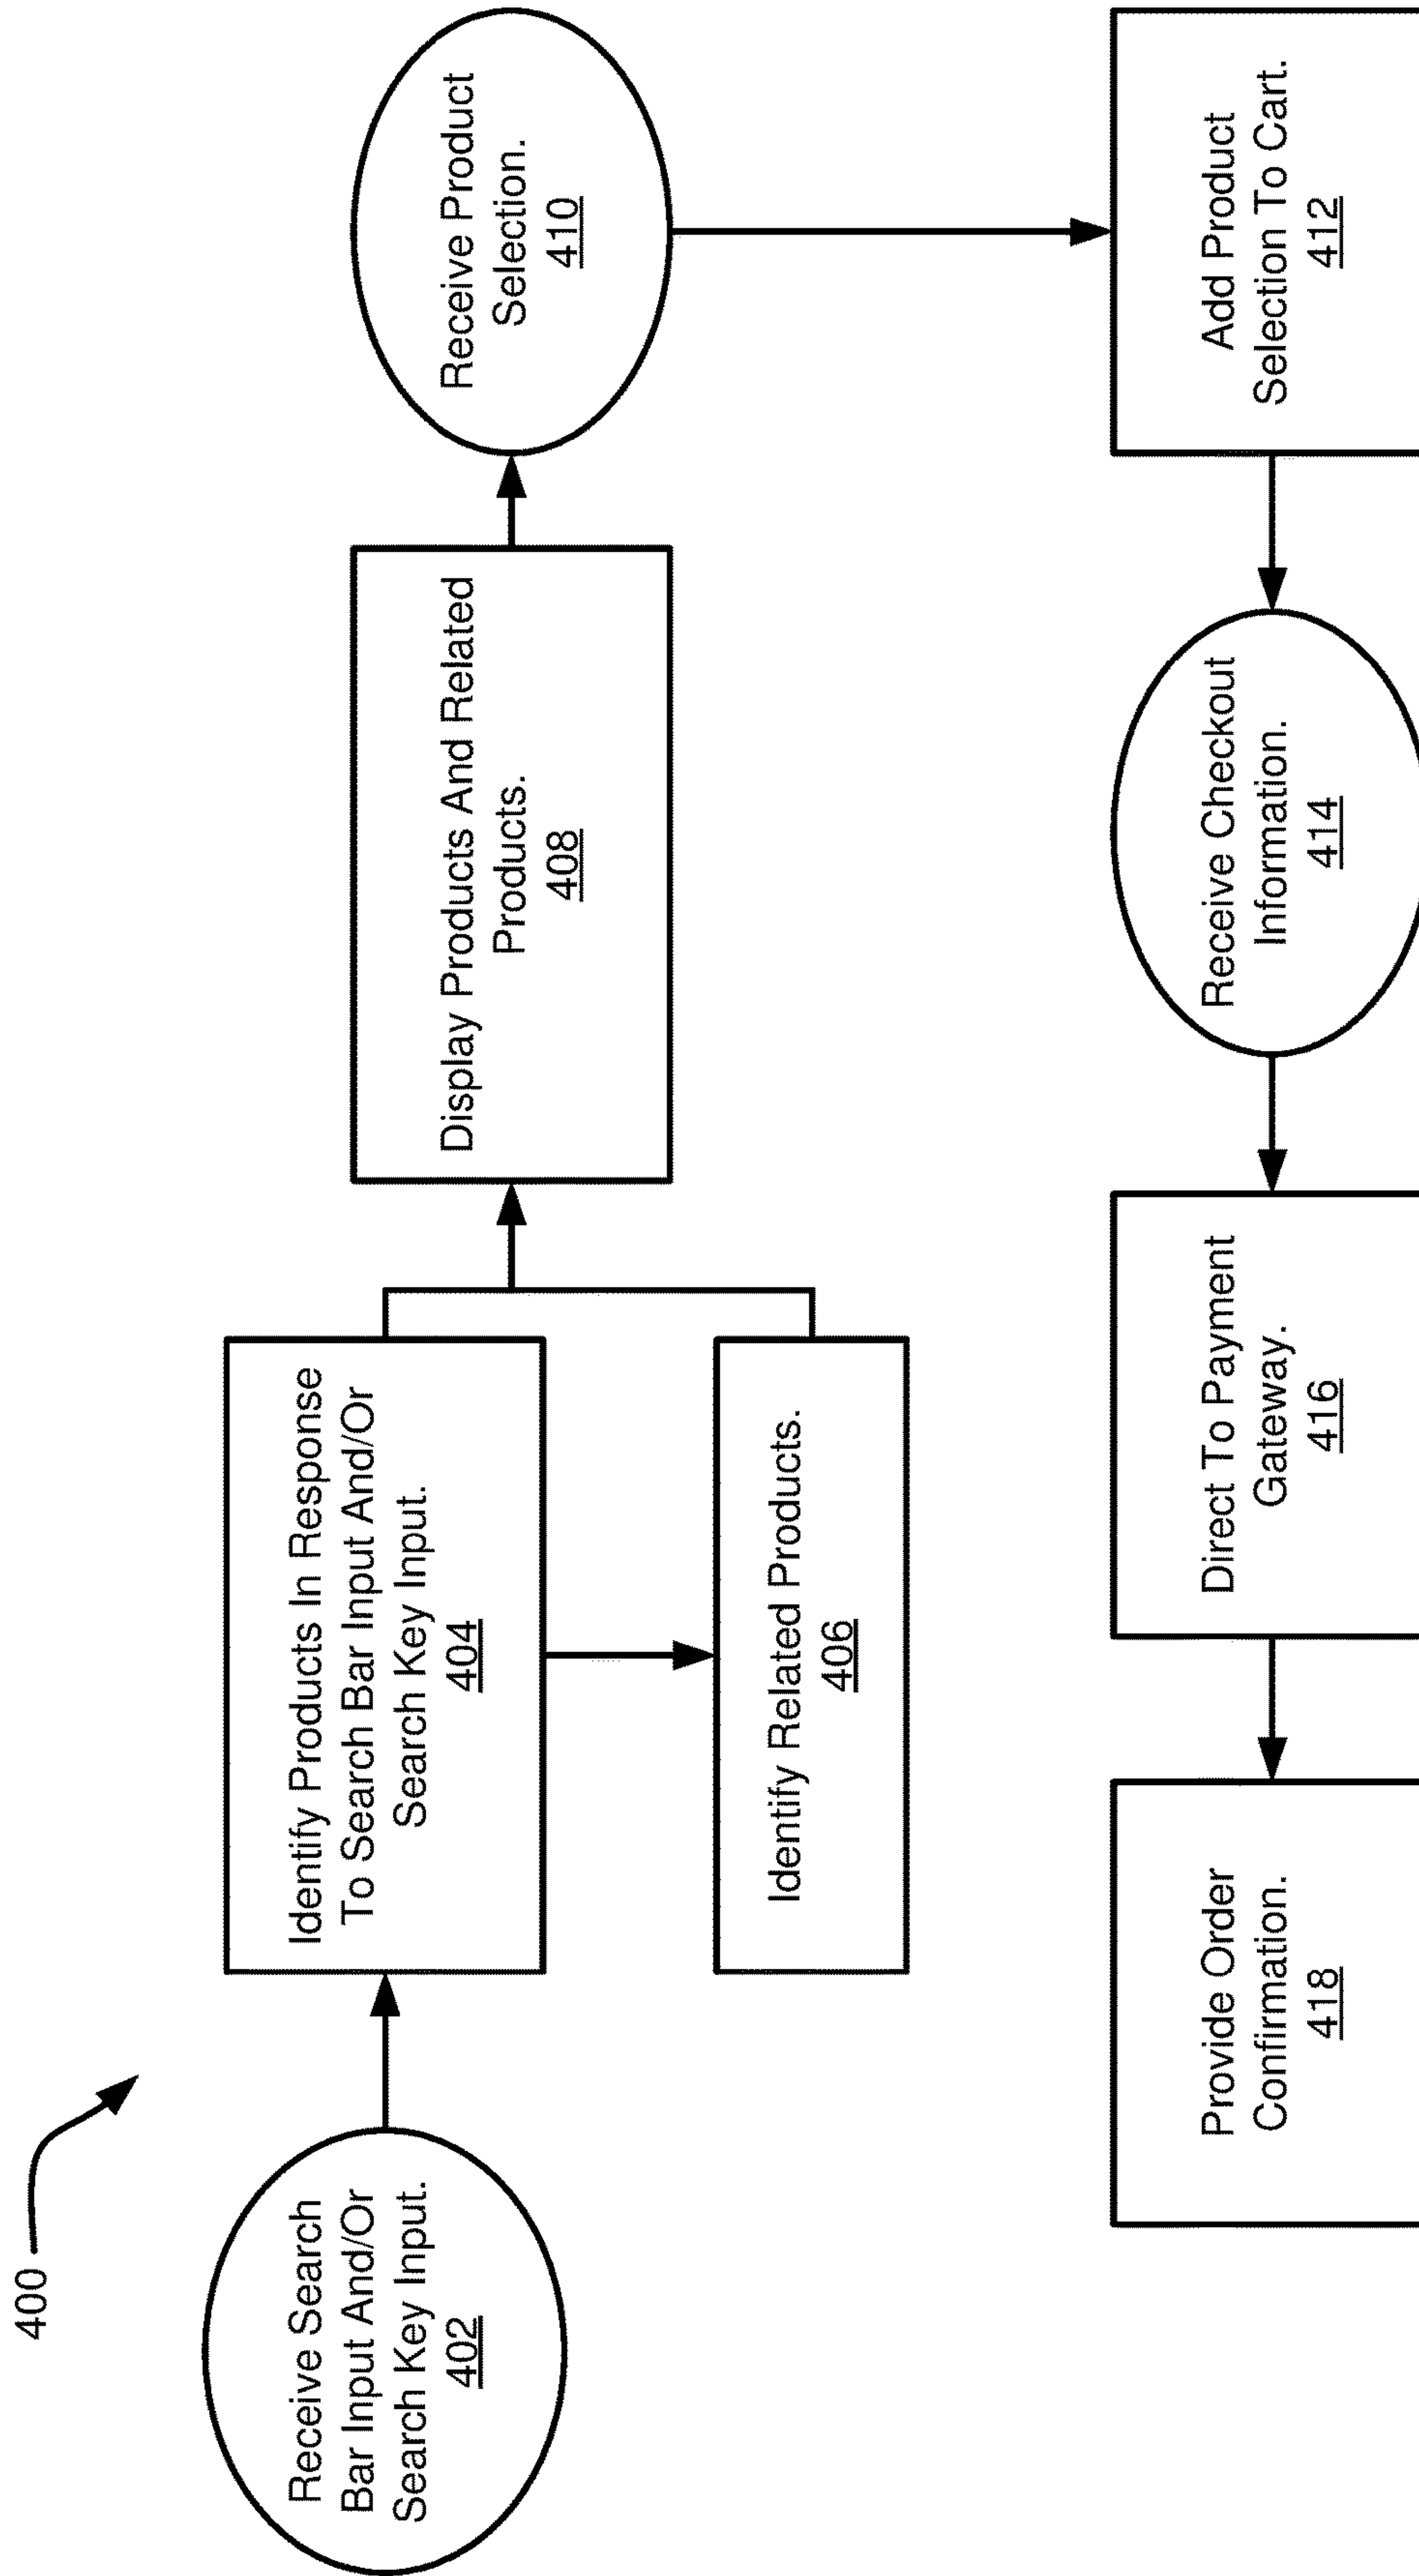 400
Receive Search
Bar Input And/Or
Search Key Input.
402
Identify Products In Response
To Search Bar Input And/Or
Search Key Input.
404
Identify Related Products.
406
Display Products And Related
Products.
408
Receive Product
Selection.
410
Add Product
Selection To Cart.
412
Receive Checkout
Information.
414
Direct To Payment
Gateway.
416
Provide Order
Confirmation.
418